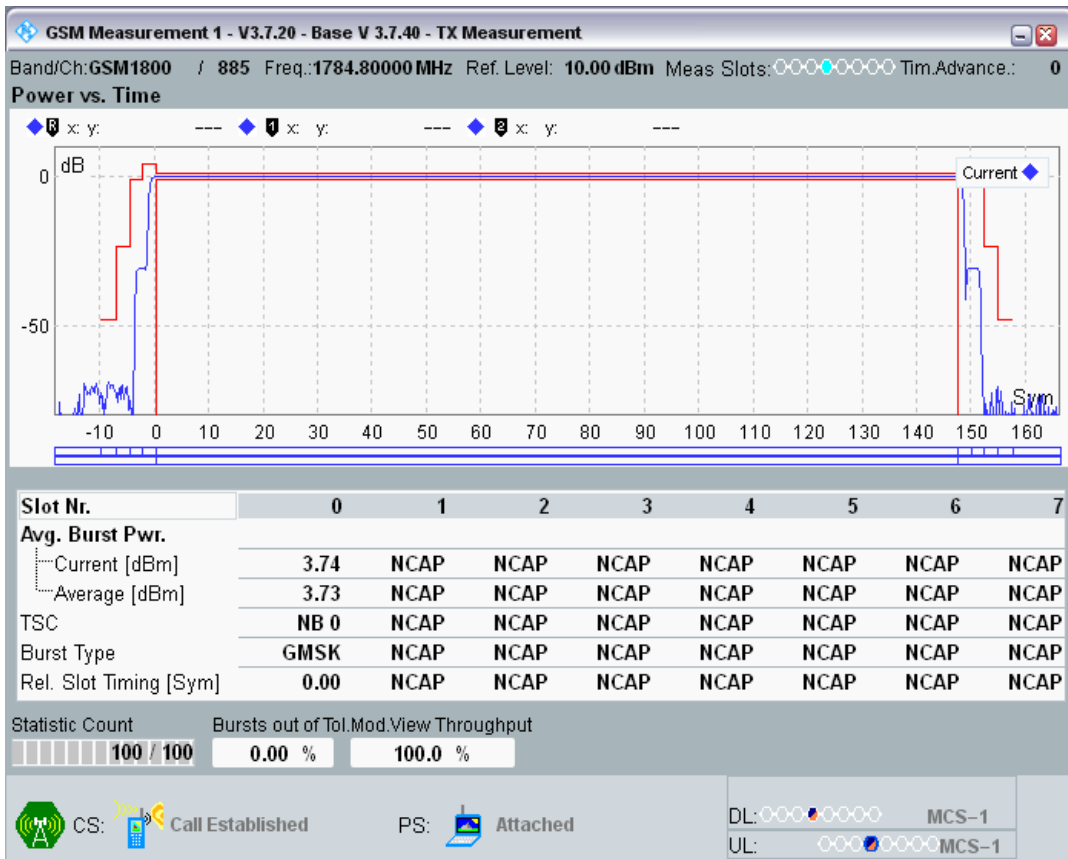 GSM Measurement 1 - V3.7.20 - Base V 3.7.40 - TX Measurement
Band/Ch:GSM1800 / 885 Freq.:1784.80000 MHz Ref. Level: 10.00 dBm Meas Slots: Tim.Advance.: 0
Power vs. Time
R x: y: --- 1 x: y: --- 2 x: y: ---
dB
Current
0
-50
Sym
-10 0 10 20 30 40 50 60 70 80 90 100 110 120 130 140 150 160
Slot Nr. 0 1 2 3 4 5 6 7
Avg. Burst Pwr.
Current [dBm] 3.74 NCAP NCAP NCAP NCAP NCAP NCAP NCAP
Average [dBm] 3.73 NCAP NCAP NCAP NCAP NCAP NCAP NCAP
TSC NB 0 NCAP NCAP NCAP NCAP NCAP NCAP NCAP
Burst Type GMSK NCAP NCAP NCAP NCAP NCAP NCAP NCAP
Rel. Slot Timing [Sym] 0.00 NCAP NCAP NCAP NCAP NCAP NCAP NCAP
Statistic Count Bursts out of Tol.Mod.View Throughput
100 / 100 0.00 % 100.0 %
CS: Call Established PS: Attached
DL: MCS-1
UL: MCS-1